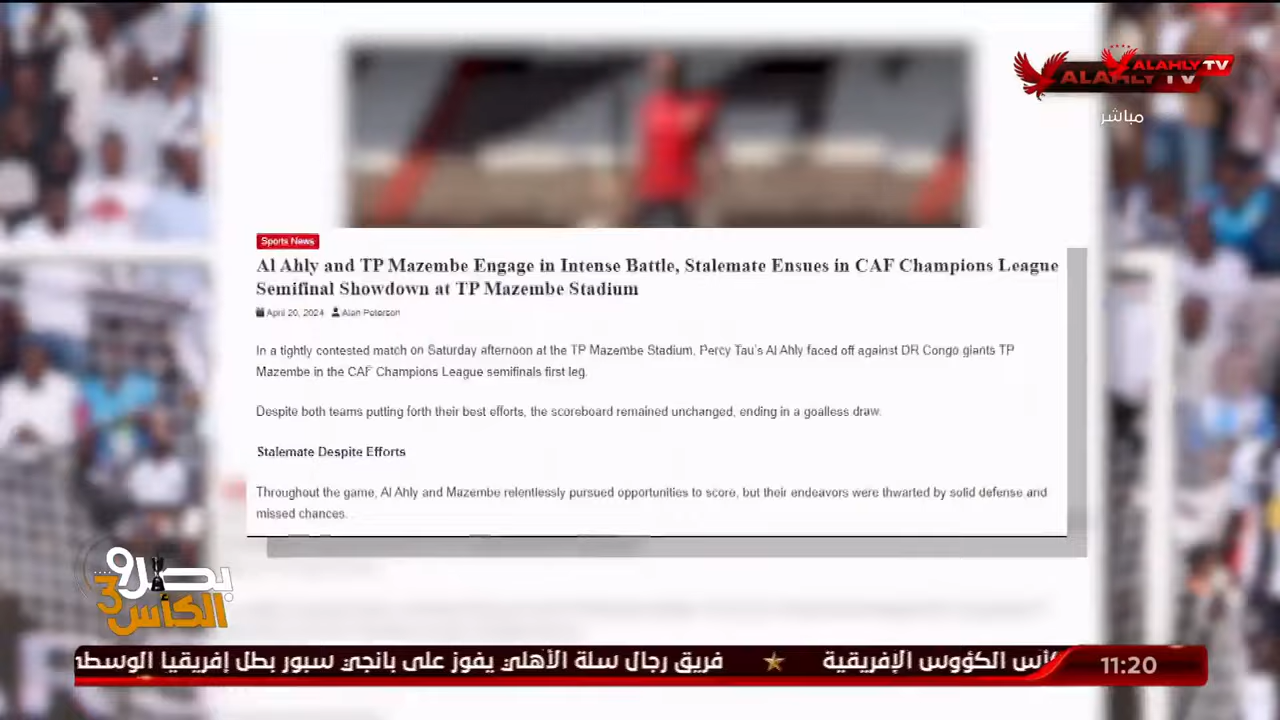 ALAHLY TV
ALAHLY TV
مباشر
Sports News
Al Ahly and TP Mazembe Engage in Intense Battle, Stalemate Ensues in CAF Champions League
Semifinal Showdown at TP Mazembe Stadium
April 20, 2024 Alan Peterson
In a tightly contested match on Saturday afternoon at the TP Mazembe Stadium, Percy Tau's Al Ahly faced off against DR Congo giants TP
Mazembe in the CAF Champions League semifinals first leg.
Despite both teams putting forth their best efforts, the scoreboard remained unchanged, ending in a goalless draw.
Stalemate Despite Efforts
Throughout the game, Al Ahly and Mazembe relentlessly pursued opportunities to score, but their endeavors were thwarted by solid defense and
missed chances.
الكأس
كأس الكؤوس الإفريقية ★ فريق رجال سلة الأهلي يفوز على بانجي سبور بطل إفريقيا الوسطى
11:20